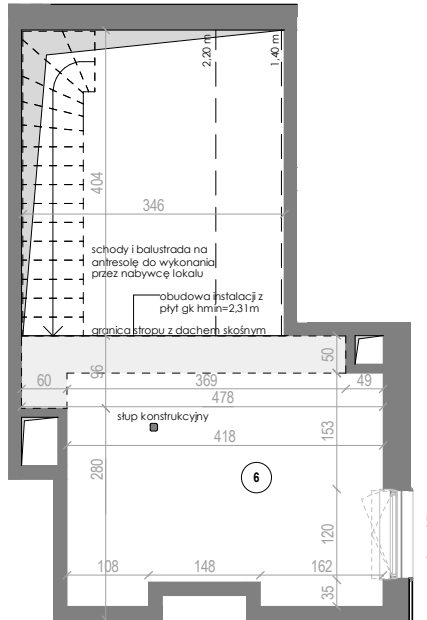 2,20 m
1,40 m
404
346
schody i balustrada na
antresolę do wykonania
przez nabywcę lokalu
obudowa instalacji z
płyt gk hmin=2,31m
granica stropu z dachem skośnym
50
96
60
369
49
478
słup konstrukcyjny
153
418
280
6
120
108
148
162
35